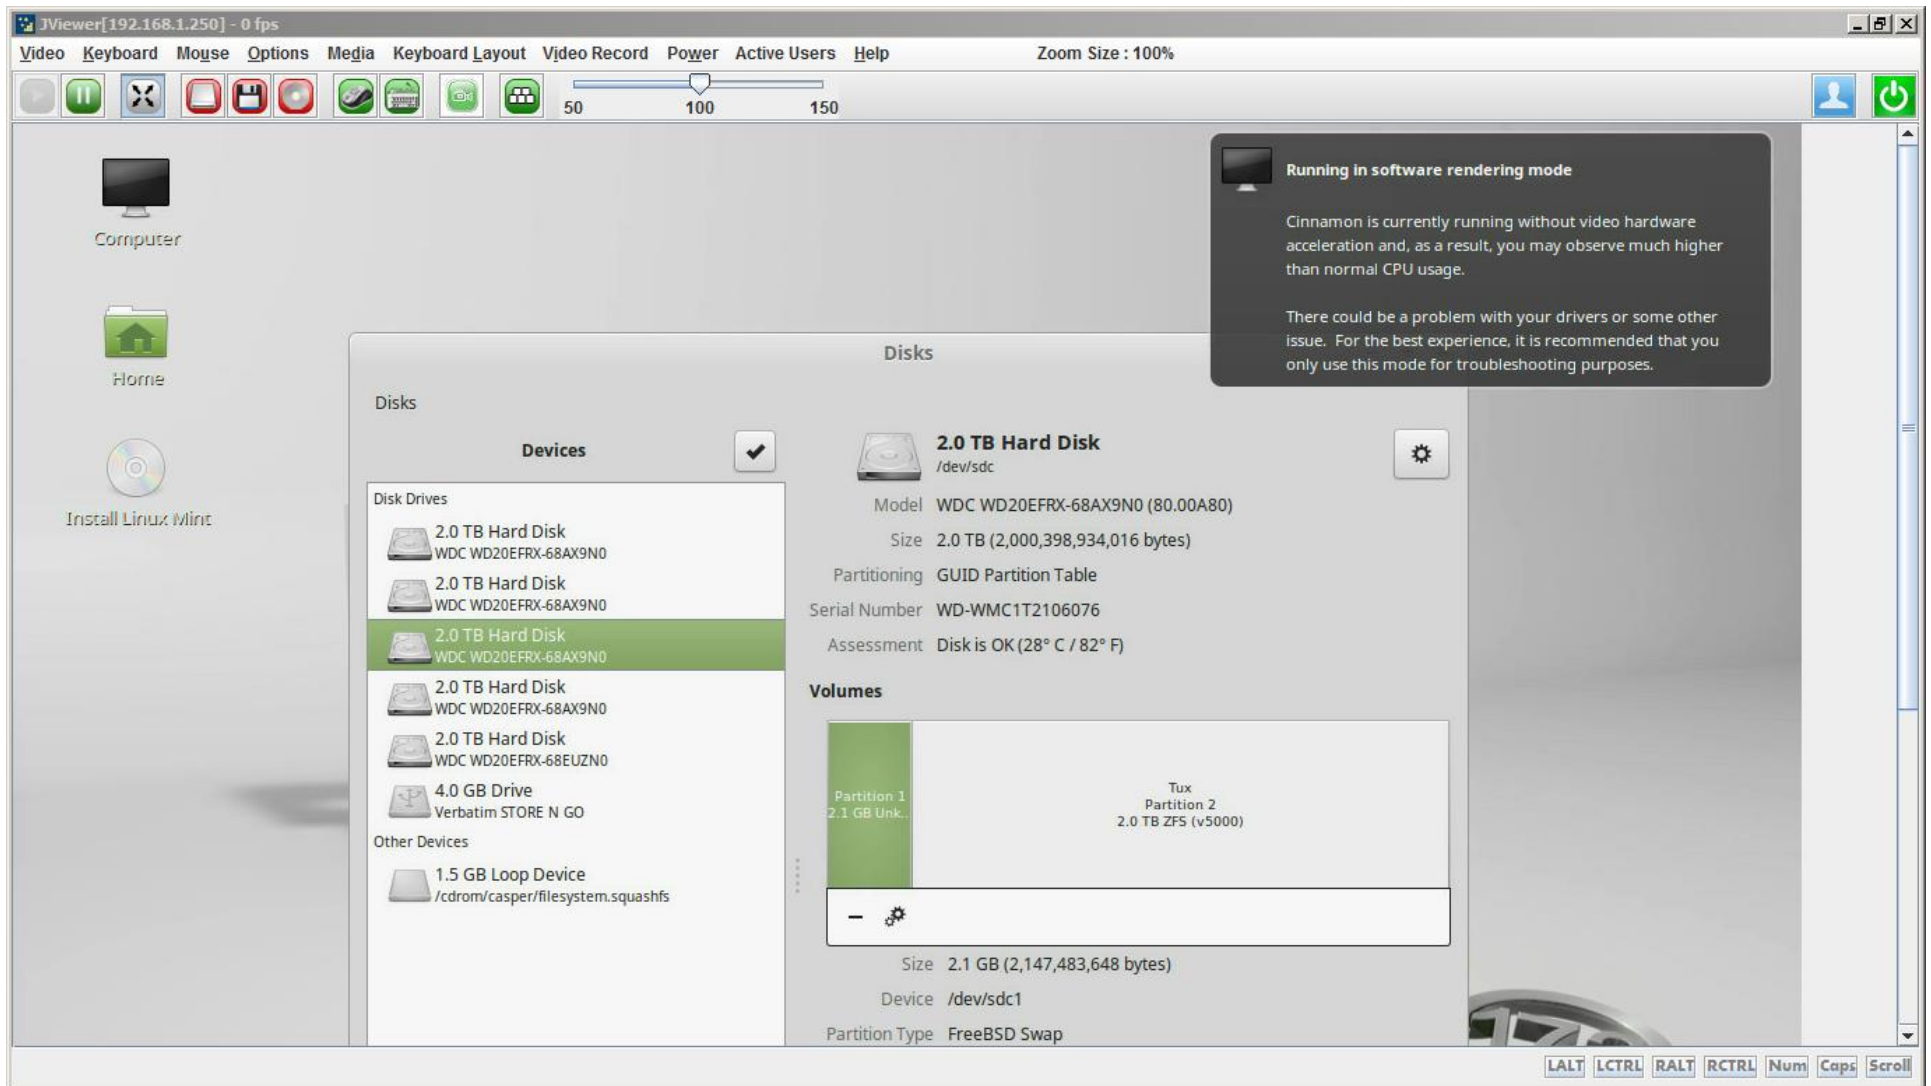 JViewer[192.168.1.250] - 0 fps
Video Keyboard Mouse Options Media Keyboard Layout Video Record Power Active Users Help Zoom Size : 100%
50 100 150
Computer
Home
Install Linux Mint
Running in software rendering mode
Cinnamon is currently running without video hardware
acceleration and, as a result, you may observe much higher
than normal CPU usage.
There could be a problem with your drivers or some other
issue. For the best experience, it is recommended that you
only use this mode for troubleshooting purposes.
Disks
Disks
Devices
Disk Drives
2.0 TB Hard Disk
WDC WD20EFRX-68AX9N0
2.0 TB Hard Disk
WDC WD20EFRX-68AX9N0
2.0 TB Hard Disk
WDC WD20EFRX-68AX9N0
2.0 TB Hard Disk
WDC WD20EFRX-68AX9N0
2.0 TB Hard Disk
WDC WD20EFRX-68EUZN0
4.0 GB Drive
Verbatim STORE N GO
Other Devices
1.5 GB Loop Device
/cdrom/casper/filesystem.squashfs
2.0 TB Hard Disk
/dev/sdc
Model WDC WD20EFRX-68AX9N0 (80.00A80)
Size 2.0 TB (2,000,398,934,016 bytes)
Partitioning GUID Partition Table
Serial Number WD-WMC1T2106076
Assessment Disk is OK (28° C / 82° F)
Volumes
Partition 1
2.1 GB Unk..
Tux
Partition 2
2.0 TB ZFS (v5000)
Size 2.1 GB (2,147,483,648 bytes)
Device /dev/sdc1
Partition Type FreeBSD Swap
LALT LCTRL RALT RCTRL Num Caps Scroll